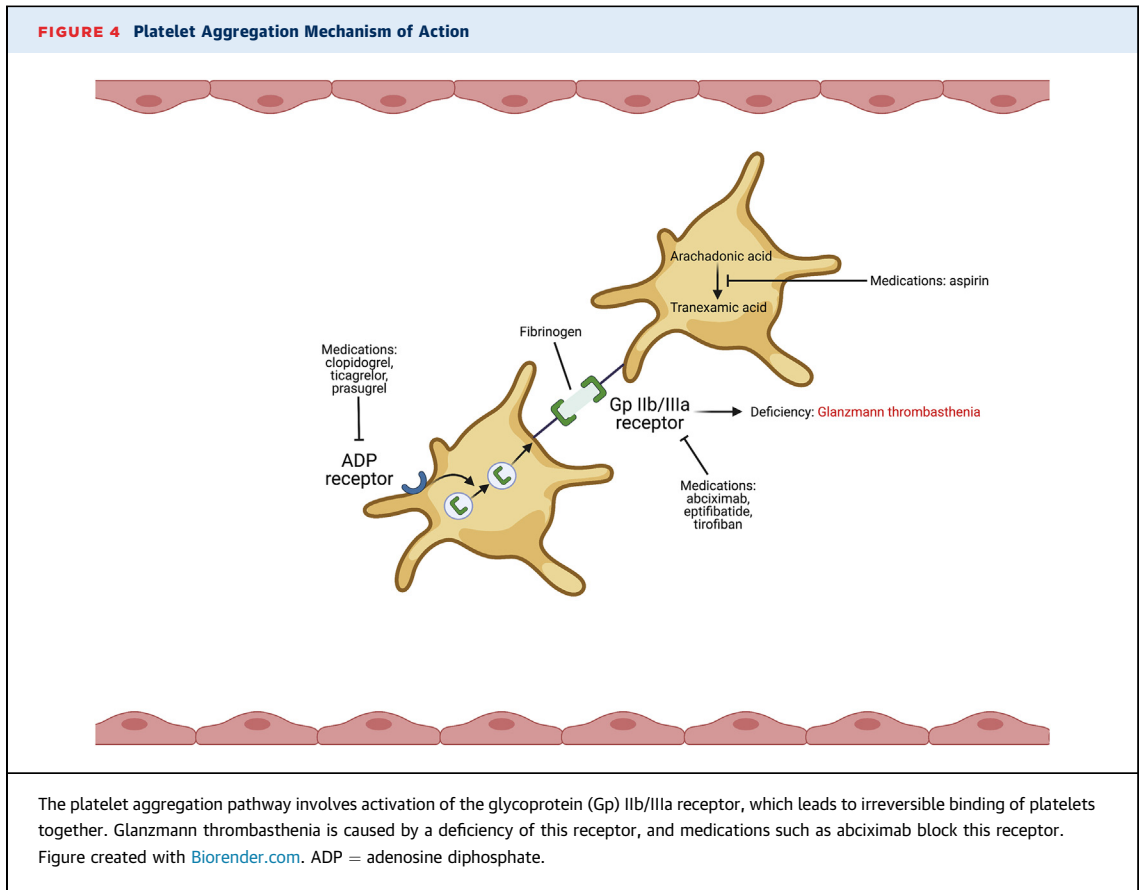 FIGURE 4 Platelet Aggregation Mechanism of Action
Arachadonic acid
Medications: aspirin
Tranexamic acid
Fibrinogen
Medications:
clopidogrel,
ticagrelor,
prasugrel
Gp IIb/IIIa
receptor
Deficiency: Glanzmann thrombasthenia
ADP
receptor
Medications:
abciximab,
eptifibatide,
tirofiban
The platelet aggregation pathway involves activation of the glycoprotein (Gp) IIb/IIIa receptor, which leads to irreversible binding of platelets
together. Glanzmann thrombasthenia is caused by a deficiency of this receptor, and medications such as abciximab block this receptor.
Figure created with Biorender.com. ADP = adenosine diphosphate.